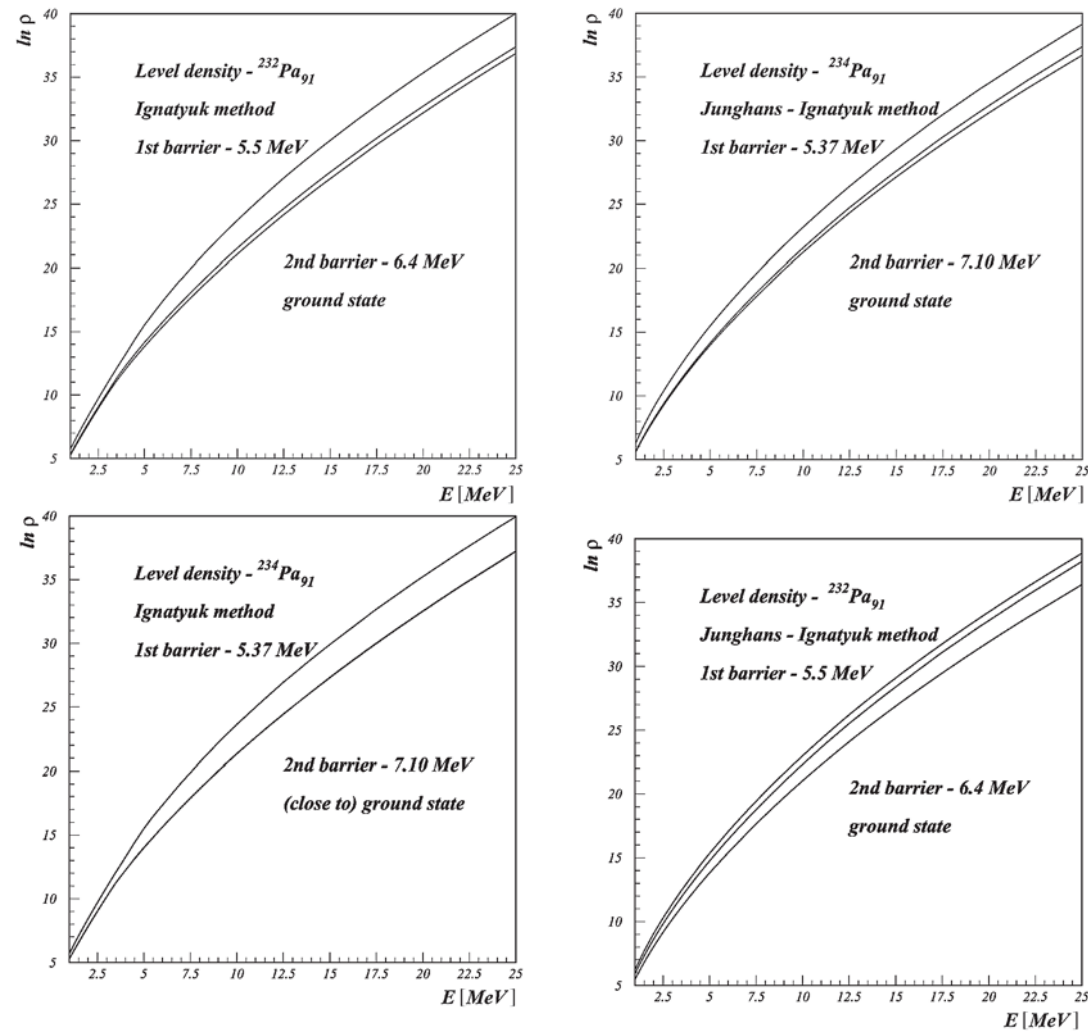 ln ρ
40
35
30
25
20
15
10
5
Level density - ²³²Pa₉₁
Ignatyuk method
1st barrier - 5.5 MeV
2nd barrier - 6.4 MeV
ground state
2.5 5 7.5 10 12.5 15 17.5 20 22.5 25
E [MeV]
ln ρ
40
35
30
25
20
15
10
5
Level density - ²³⁴Pa₉₁
Junghans - Ignatyuk method
1st barrier - 5.37 MeV
2nd barrier - 7.10 MeV
ground state
2.5 5 7.5 10 12.5 15 17.5 20 22.5 25
E [MeV]
ln ρ
40
35
30
25
20
15
10
5
Level density - ²³⁴Pa₉₁
Ignatyuk method
1st barrier - 5.37 MeV
2nd barrier - 7.10 MeV
(close to) ground state
2.5 5 7.5 10 12.5 15 17.5 20 22.5 25
E [MeV]
ln ρ
40
35
30
25
20
15
10
5
Level density - ²³²Pa₉₁
Junghans - Ignatyuk method
1st barrier - 5.5 MeV
2nd barrier - 6.4 MeV
ground state
2.5 5 7.5 10 12.5 15 17.5 20 22.5 25
E [MeV]